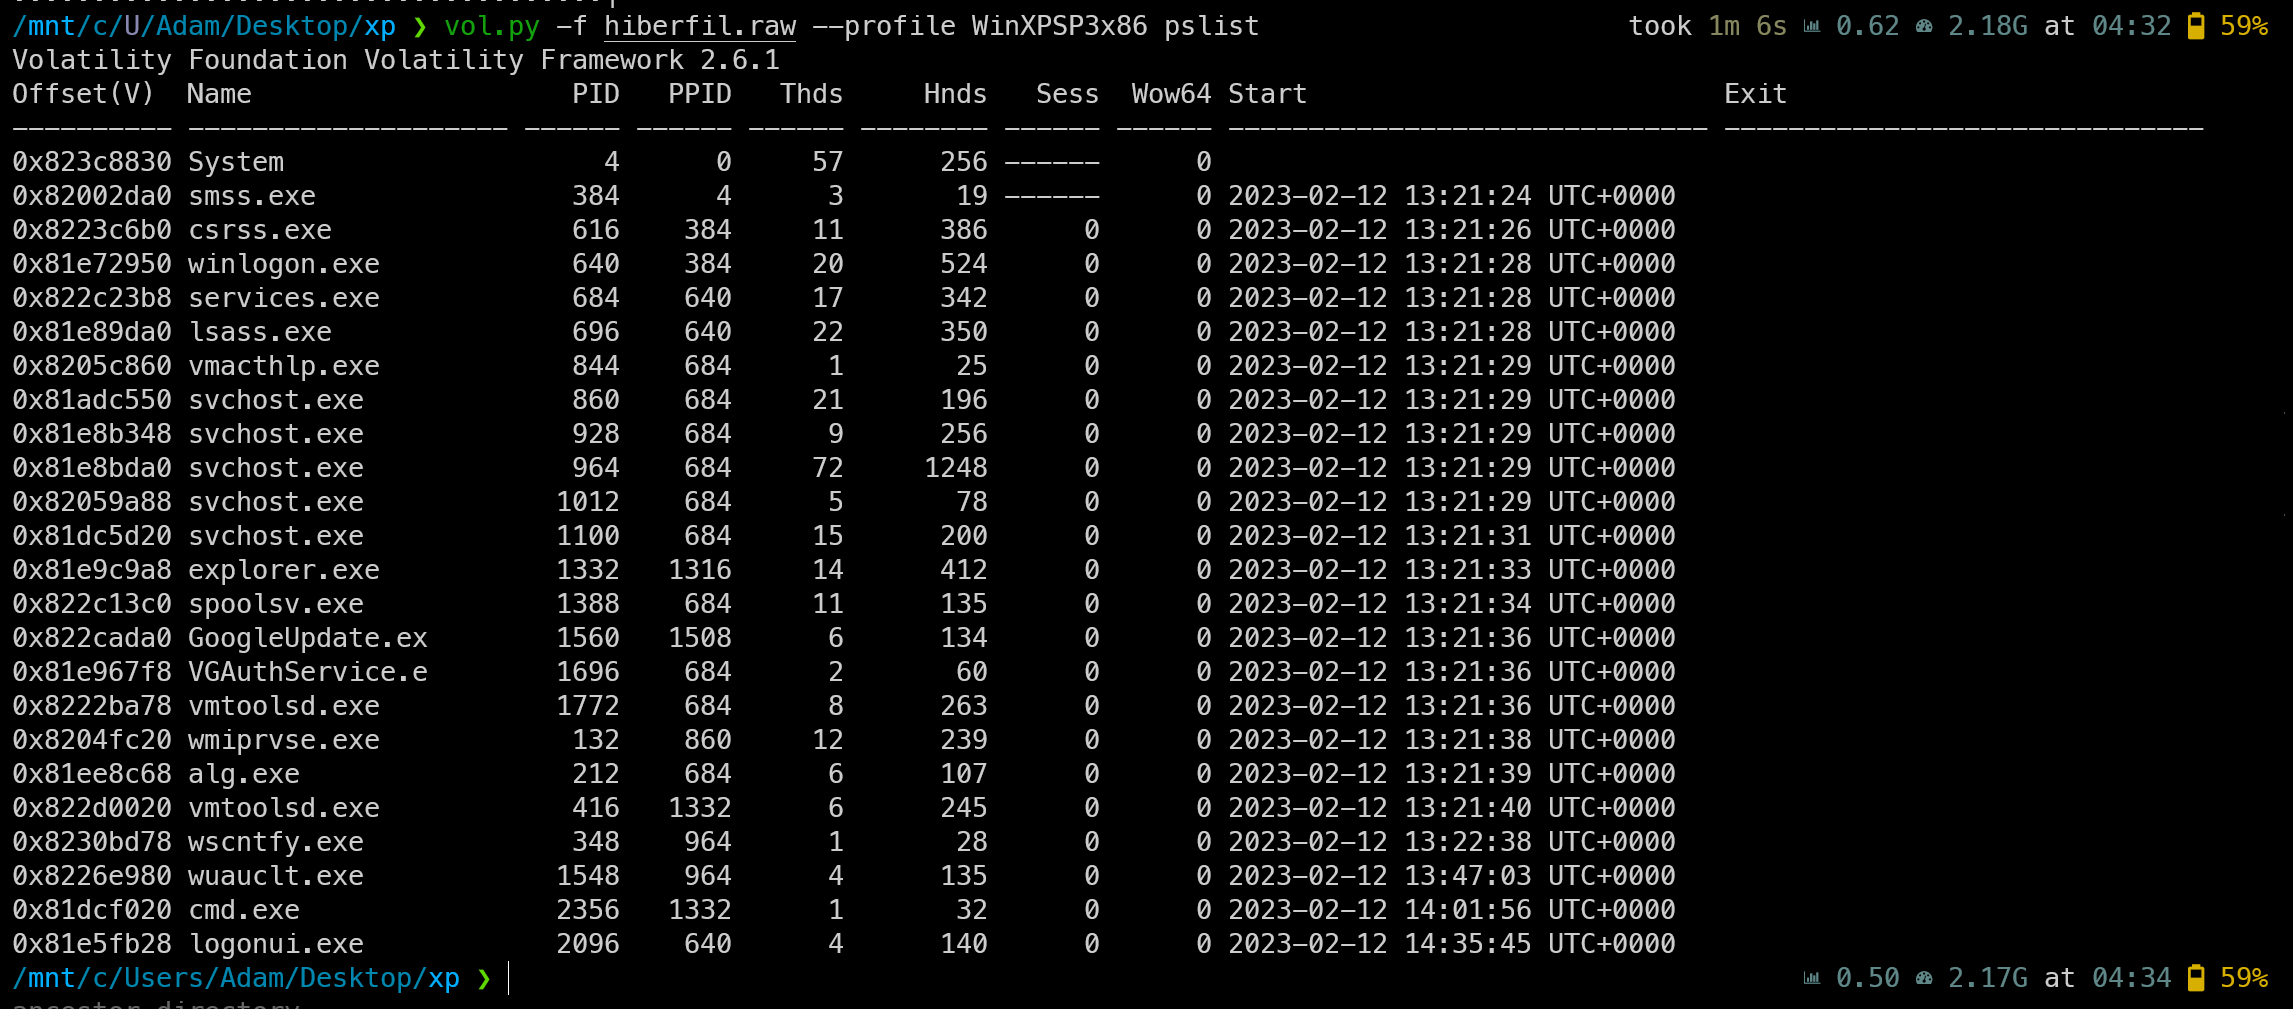 /mnt/c/U/Adam/Desktop/xp ❯ vol.py -f hiberfil.raw --profile WinXPSP3x86 pslist took 1m 6s 0.62 2.18G at 04:32 59%
Volatility Foundation Volatility Framework 2.6.1
Offset(V) Name PID PPID Thds Hnds Sess Wow64 Start Exit
---------- -------------------- ------ ------ ------ -------- ------ ------ ------------------------------ ------------------------------
0x823c8830 System 4 0 57 256 ------ 0
0x82002da0 smss.exe 384 4 3 19 ------ 0 2023-02-12 13:21:24 UTC+0000
0x8223c6b0 csrss.exe 616 384 11 386 0 0 2023-02-12 13:21:26 UTC+0000
0x81e72950 winlogon.exe 640 384 20 524 0 0 2023-02-12 13:21:28 UTC+0000
0x822c23b8 services.exe 684 640 17 342 0 0 2023-02-12 13:21:28 UTC+0000
0x81e89da0 lsass.exe 696 640 22 350 0 0 2023-02-12 13:21:28 UTC+0000
0x8205c860 vmacthlp.exe 844 684 1 25 0 0 2023-02-12 13:21:29 UTC+0000
0x81adc550 svchost.exe 860 684 21 196 0 0 2023-02-12 13:21:29 UTC+0000
0x81e8b348 svchost.exe 928 684 9 256 0 0 2023-02-12 13:21:29 UTC+0000
0x81e8bda0 svchost.exe 964 684 72 1248 0 0 2023-02-12 13:21:29 UTC+0000
0x82059a88 svchost.exe 1012 684 5 78 0 0 2023-02-12 13:21:29 UTC+0000
0x81dc5d20 svchost.exe 1100 684 15 200 0 0 2023-02-12 13:21:31 UTC+0000
0x81e9c9a8 explorer.exe 1332 1316 14 412 0 0 2023-02-12 13:21:33 UTC+0000
0x822c13c0 spoolsv.exe 1388 684 11 135 0 0 2023-02-12 13:21:34 UTC+0000
0x822cada0 GoogleUpdate.ex 1560 1508 6 134 0 0 2023-02-12 13:21:36 UTC+0000
0x81e967f8 VGAuthService.e 1696 684 2 60 0 0 2023-02-12 13:21:36 UTC+0000
0x8222ba78 vmtoolsd.exe 1772 684 8 263 0 0 2023-02-12 13:21:36 UTC+0000
0x8204fc20 wmiprvse.exe 132 860 12 239 0 0 2023-02-12 13:21:38 UTC+0000
0x81ee8c68 alg.exe 212 684 6 107 0 0 2023-02-12 13:21:39 UTC+0000
0x822d0020 vmtoolsd.exe 416 1332 6 245 0 0 2023-02-12 13:21:40 UTC+0000
0x8230bd78 wscntfy.exe 348 964 1 28 0 0 2023-02-12 13:22:38 UTC+0000
0x8226e980 wuauclt.exe 1548 964 4 135 0 0 2023-02-12 13:47:03 UTC+0000
0x81dcf020 cmd.exe 2356 1332 1 32 0 0 2023-02-12 14:01:56 UTC+0000
0x81e5fb28 logonui.exe 2096 640 4 140 0 0 2023-02-12 14:35:45 UTC+0000
/mnt/c/Users/Adam/Desktop/xp ❯ 0.50 2.17G at 04:34 59%
ancestor directory